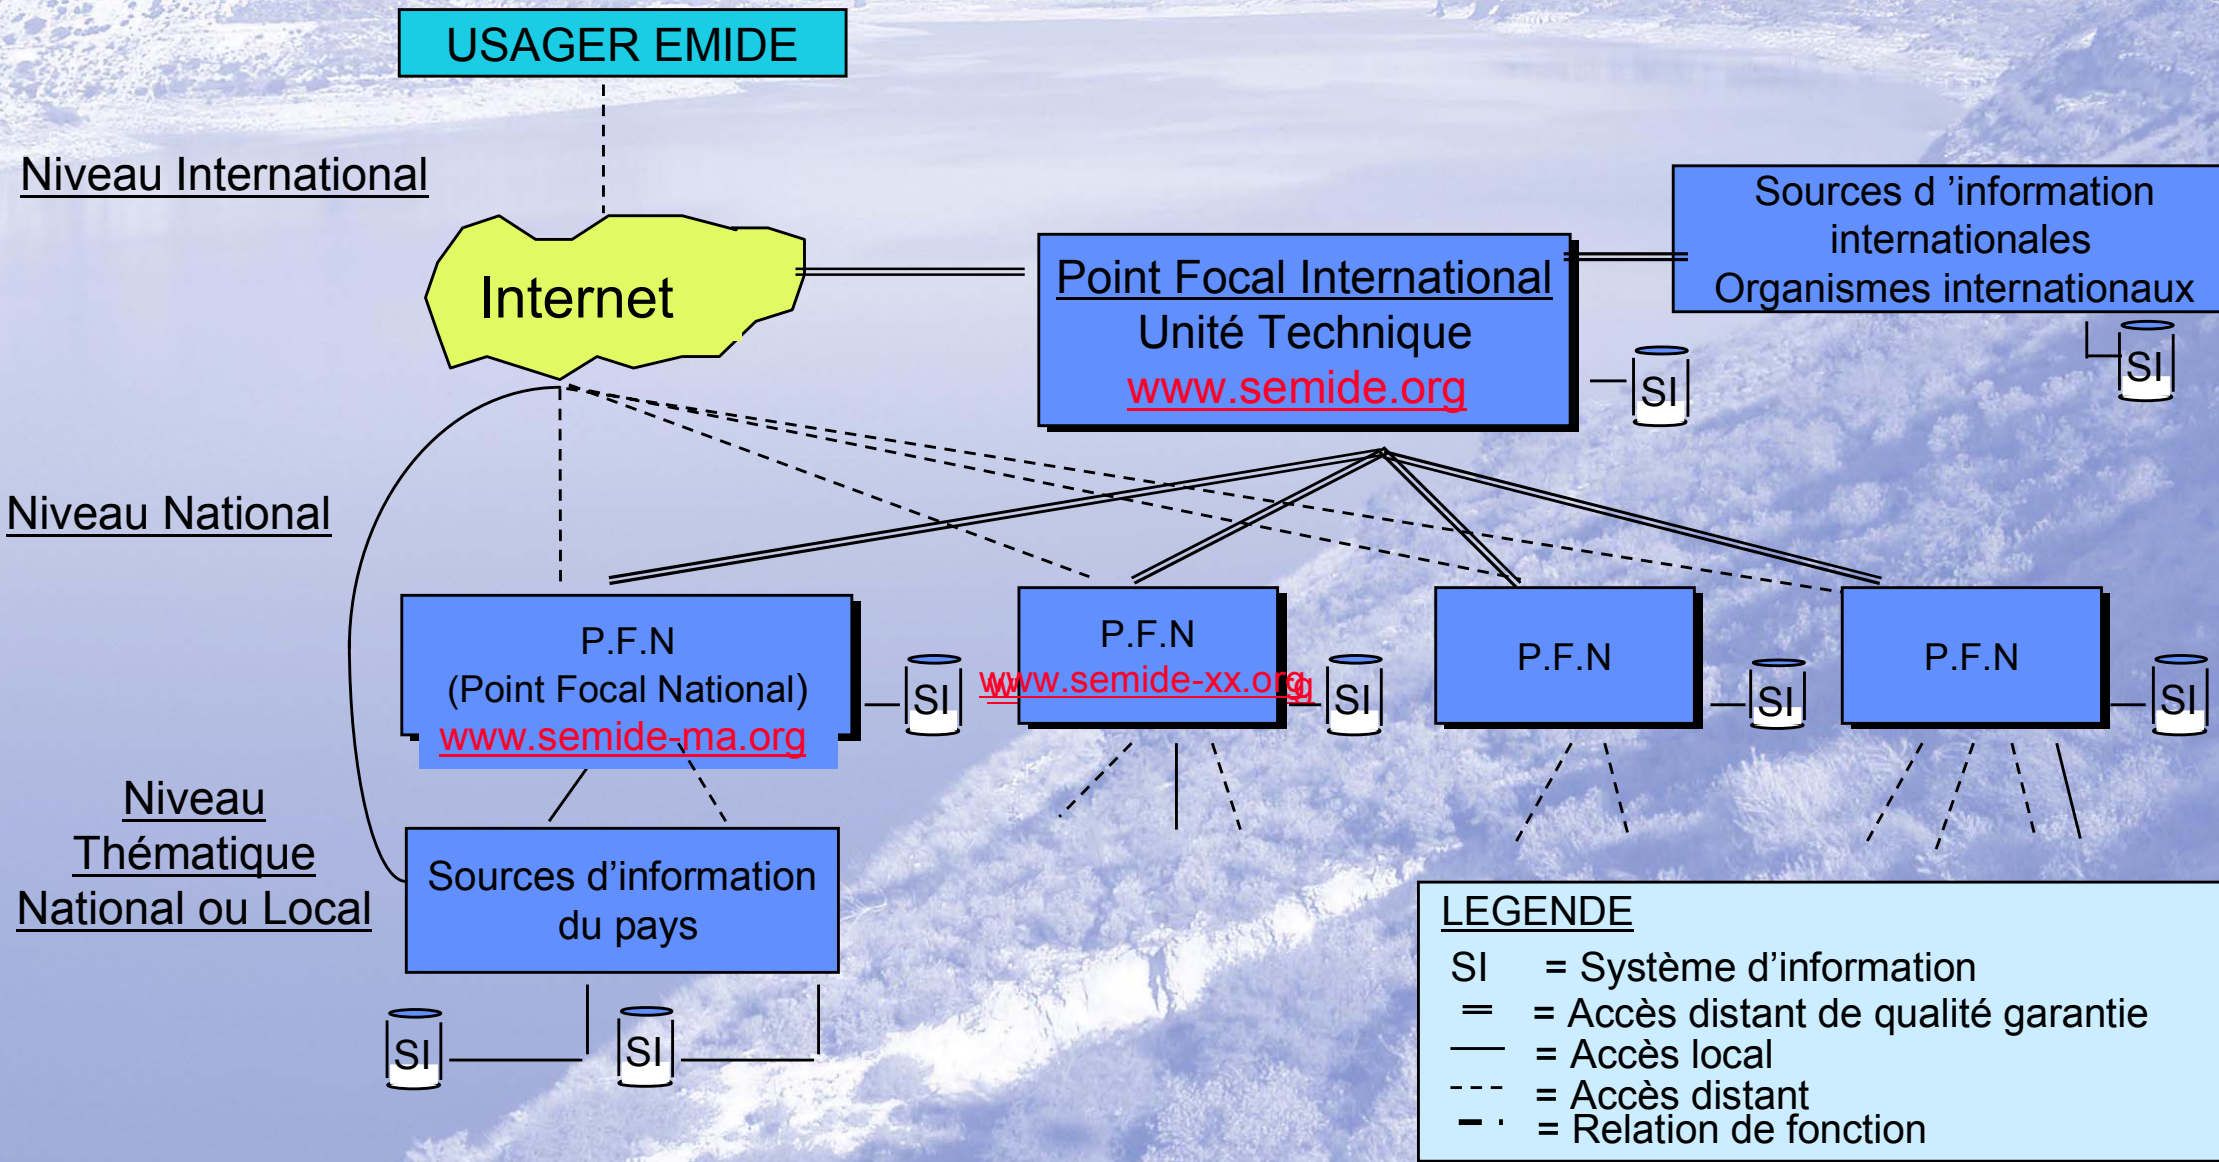 USAGER EMIDE
Niveau International
Internet
Point Focal International
Unité Technique
www.semide.org
SI
Sources d ’information
internationales
Organismes internationaux
SI
Niveau National
P.F.N
(Point Focal National)
www.semide-ma.org
SI
P.F.N
www.semide-xx.org
SI
P.F.N
SI
P.F.N
SI
Niveau
Thématique
National ou Local
Sources d’information
du pays
SI
SI
LEGENDE
SI = Système d’information
= = Accès distant de qualité garantie
— = Accès local
--- = Accès distant
– · = Relation de fonction